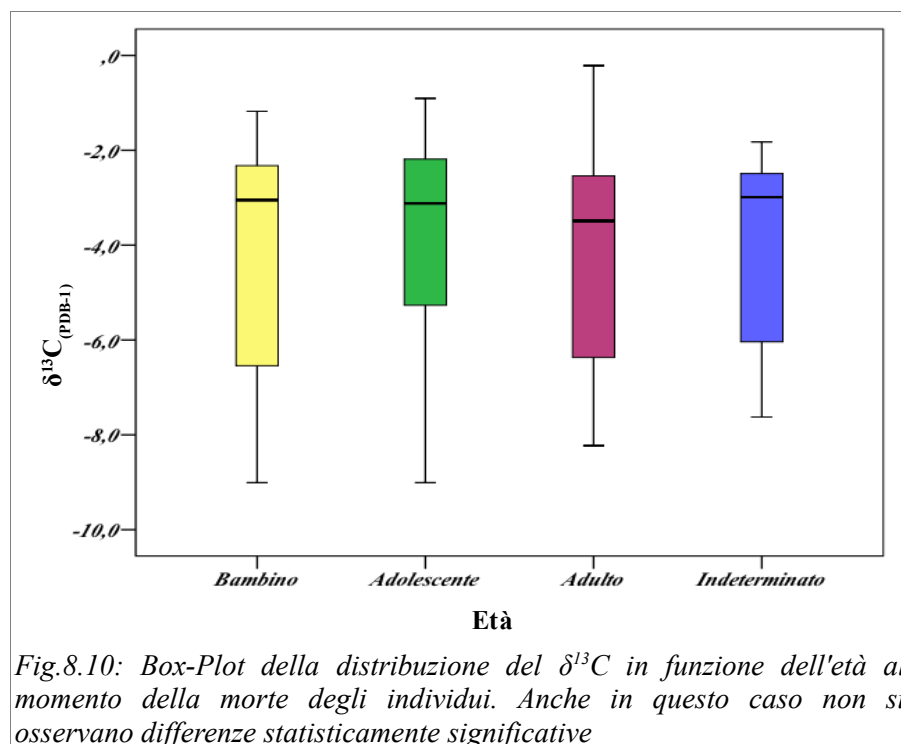 ,0
-2,0
-4,0
-6,0
-8,0
-10,0
δ¹³C(PDB-1)
Bambino Adolescente Adulto Indeterminato
Età
Fig.8.10: Box-Plot della distribuzione del δ¹³C in funzione dell'età al
momento della morte degli individui. Anche in questo caso non si
osservano differenze statisticamente significative